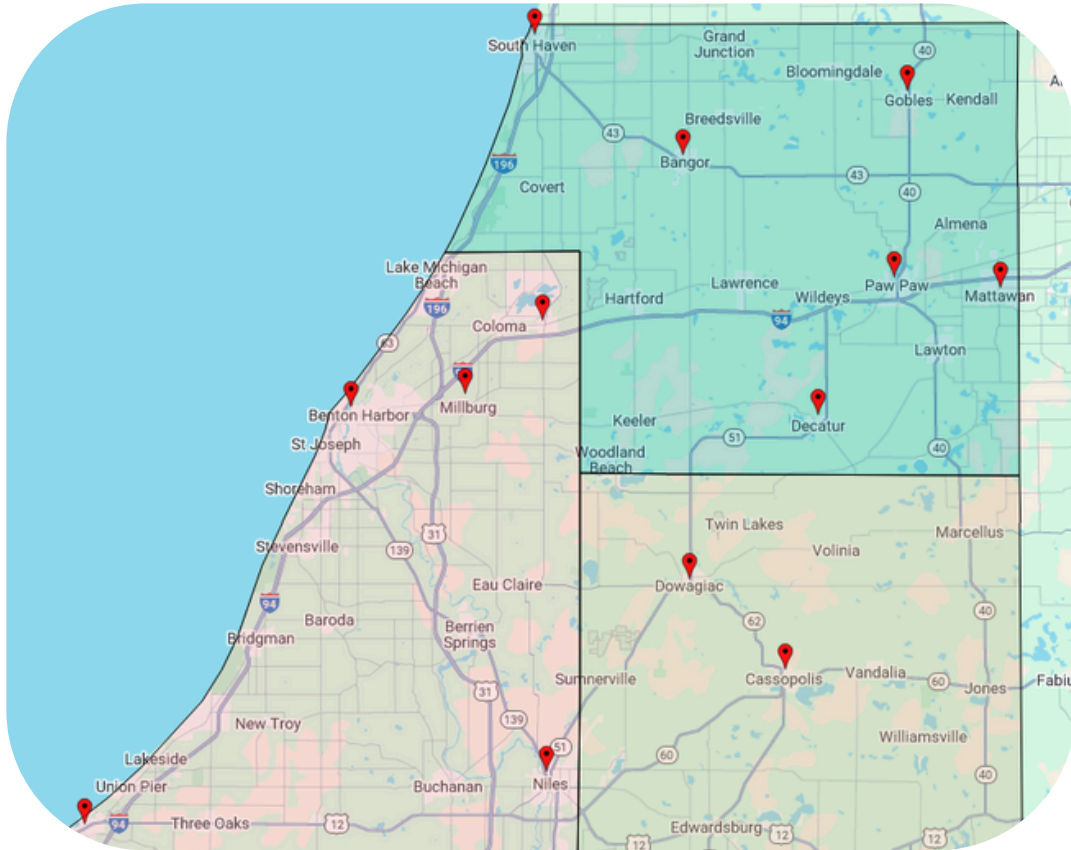 South Haven
Grand
Junction
40
Bloomingdale
Gobles
Kendall
Breedsville
43
Bangor
196
43
40
Covert
Almena
Lake Michigan
Beach
Paw Paw
Mattawan
Hartford
Lawrence
Wildeys
196
Coloma
94
63
Lawton
Millburg
Benton Harbor
Decatur
Keeler
51
40
St Joseph
Woodland
Beach
Shoreham
Twin Lakes
Marcellus
31
Stevensville
139
Volinia
Eau Claire
Dowagiac
94
40
Baroda
62
Berrien
Springs
Bridgman
Sumnerville
Cassopolis
Vandalia
60
Jones
Fabiu
31
139
New Troy
Williamsville
51
60
Lakeside
Niles
40
Union Pier
Buchanan
94
Three Oaks
12
Edwardsburg
12
12
12